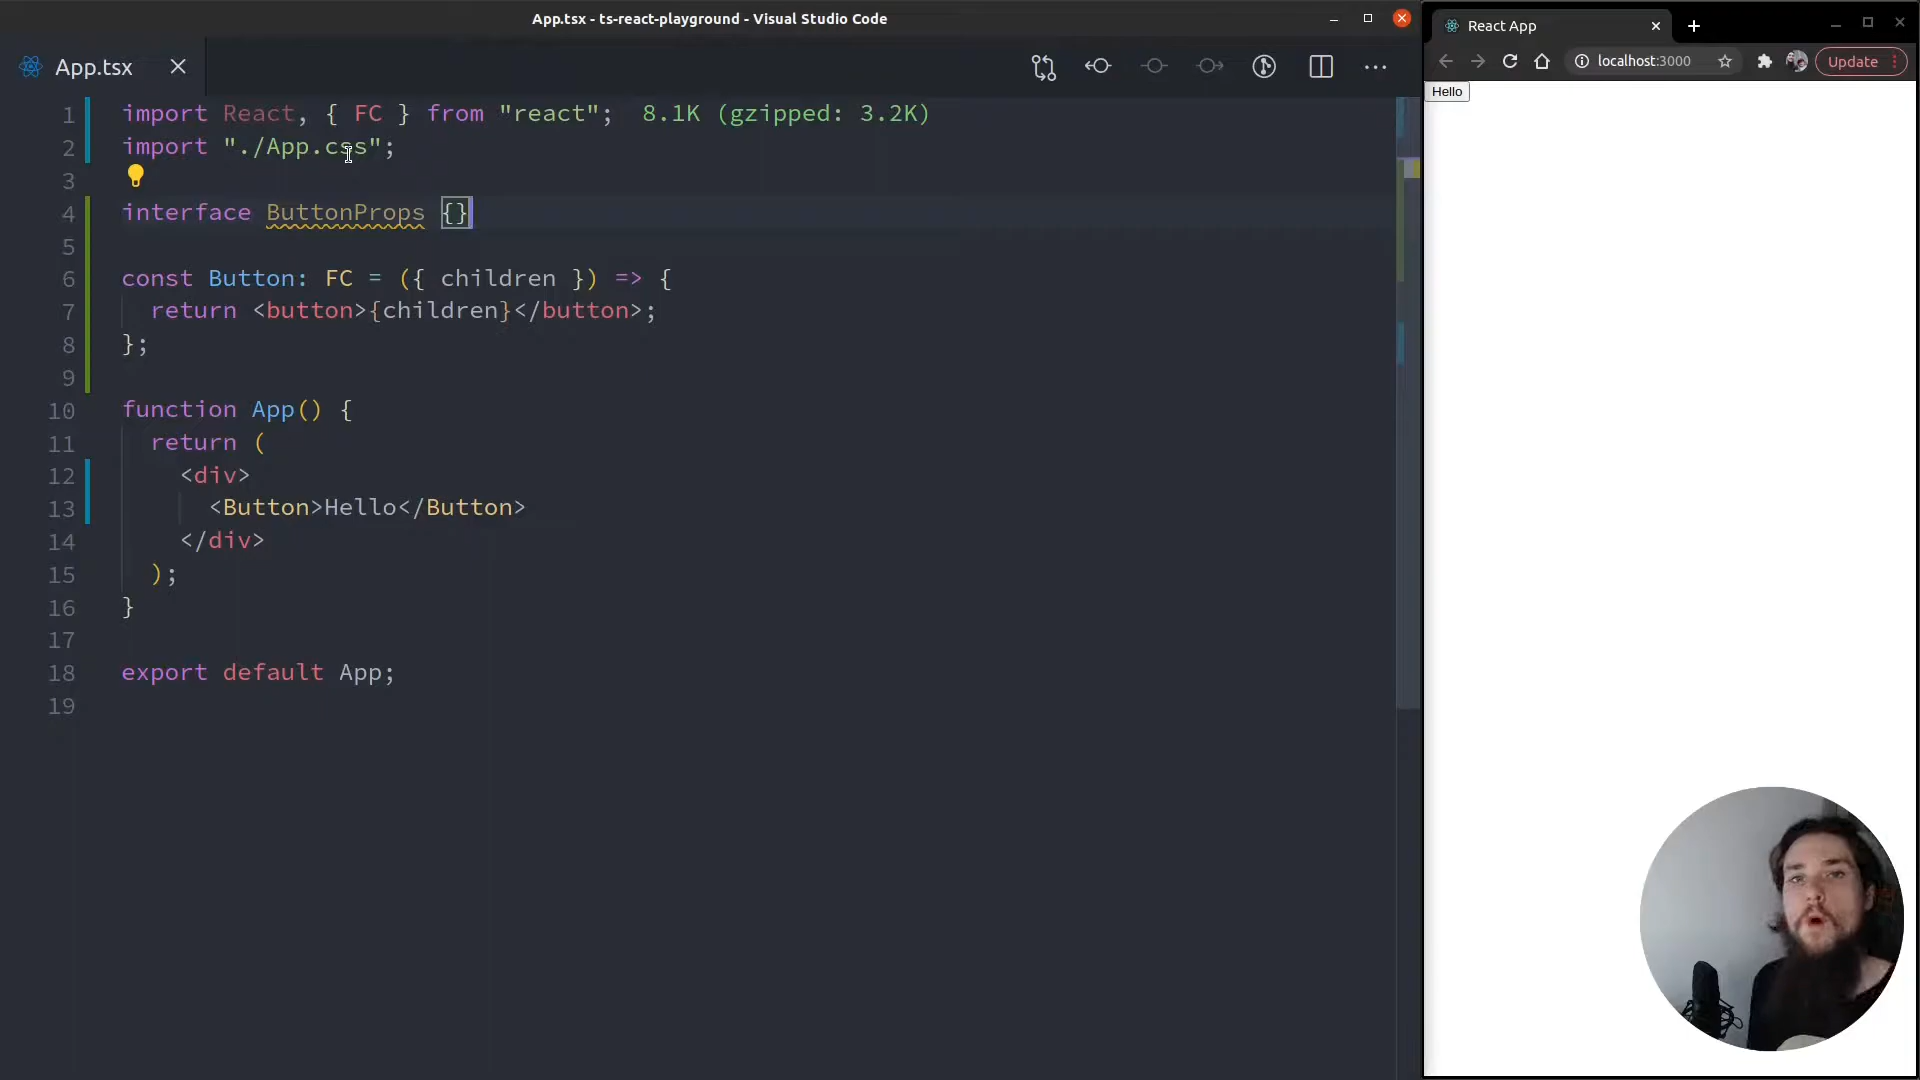 App.tsx - ts-react-playground - Visual Studio Code
App.tsx
1 import React, { FC } from "react"; 8.1K (gzipped: 3.2K)
2 import "./App.css";
3
4 interface ButtonProps {}
5
6 const Button: FC = ({ children }) => {
7 return <button>{children}</button>;
8 };
9
10 function App() {
11 return (
12 <div>
13 <Button>Hello</Button>
14 </div>
15 );
16 }
17
18 export default App;
19
React App
localhost:3000
Update
Hello